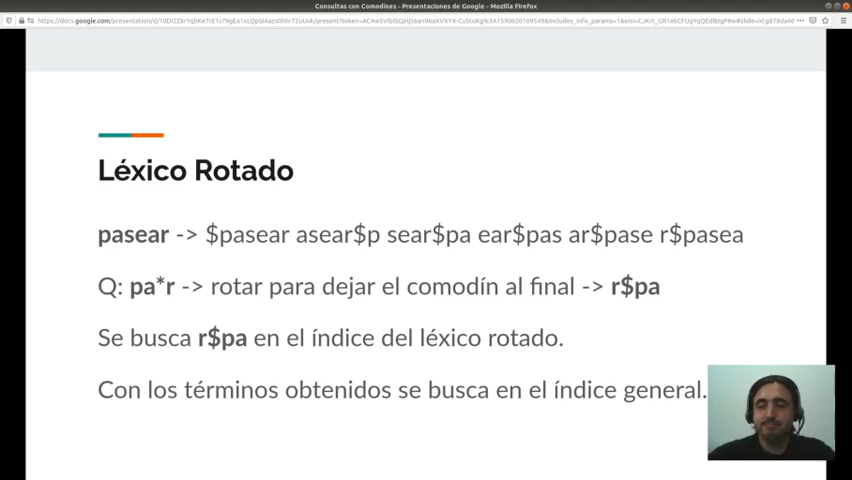 Consultas con Comodines - Presentaciones de Google - Mozilla Firefox
Léxico Rotado
pasear -> $pasear asear$p sear$pa ear$pas ar$pase r$pasea
Q: pa*r -> rotar para dejar el comodín al final -> r$pa
Se busca r$pa en el índice del léxico rotado.
Con los términos obtenidos se busca en el índice general.